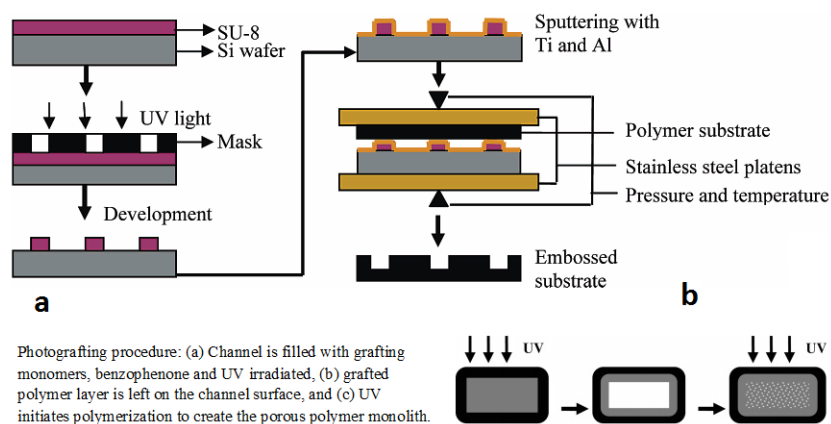 SU-8
Si wafer
UV light
Mask
Development
a
Sputtering with
Ti and Al
Polymer substrate
Stainless steel platens
Pressure and temperature
Embossed
substrate
b
Photografting procedure: (a) Channel is filled with grafting
monomers, benzophenone and UV irradiated, (b) grafted
polymer layer is left on the channel surface, and (c) UV
initiates polymerization to create the porous polymer monolith.
UV
UV